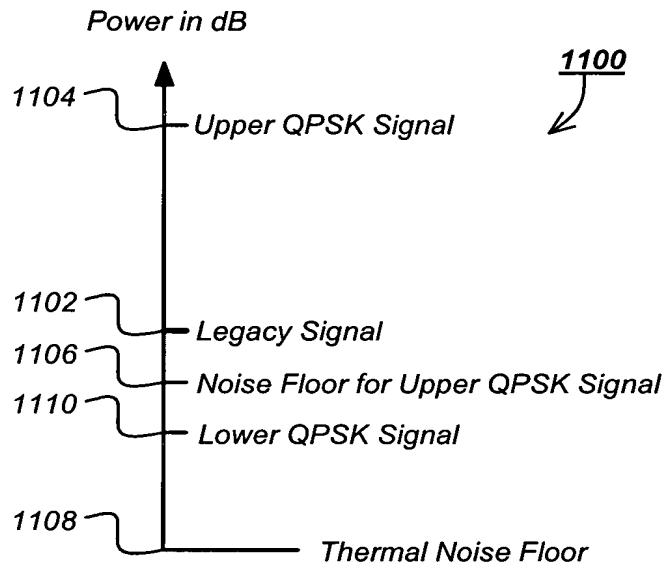 Power in dB
1100
1104
Upper QPSK Signal
1102
Legacy Signal
1106
Noise Floor for Upper QPSK Signal
1110
Lower QPSK Signal
1108
Thermal Noise Floor